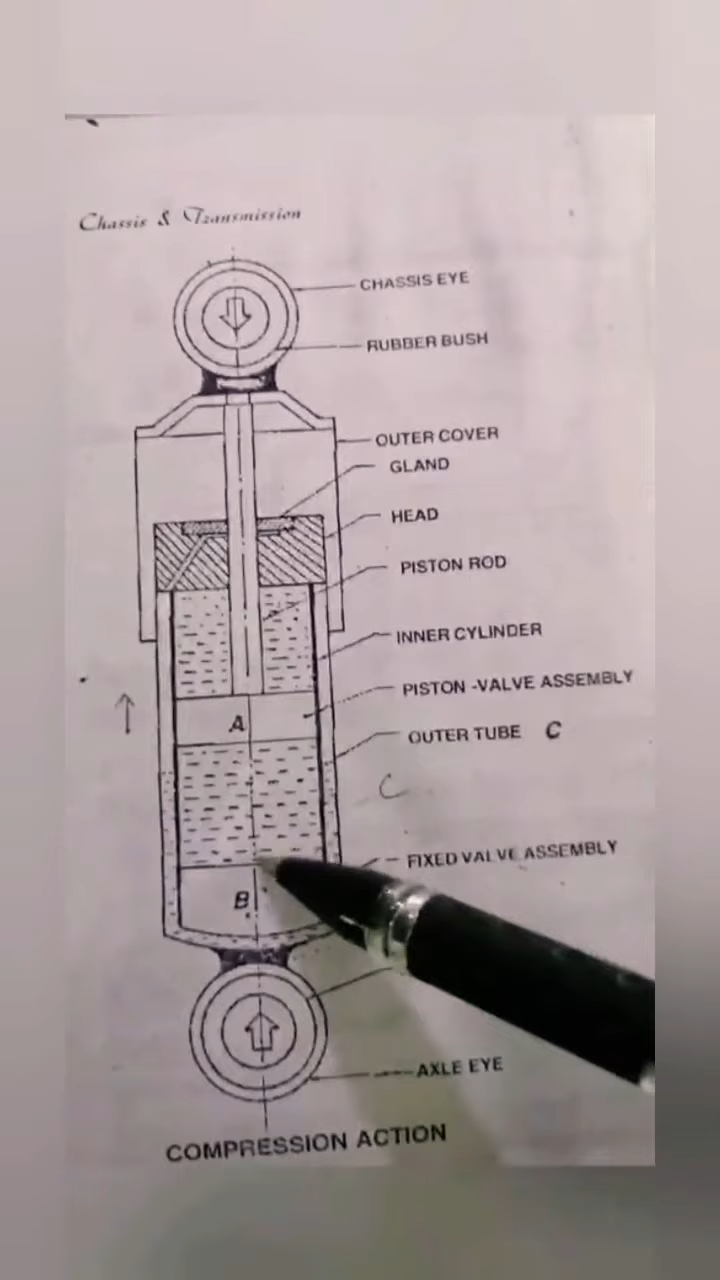 Chassis & Transmission
CHASSIS EYE
RUBBER BUSH
OUTER COVER
GLAND
HEAD
PISTON ROD
INNER CYLINDER
PISTON -VALVE ASSEMBLY
A
OUTER TUBE C
C
FIXED VALVE ASSEMBLY
B
AXLE EYE
COMPRESSION ACTION